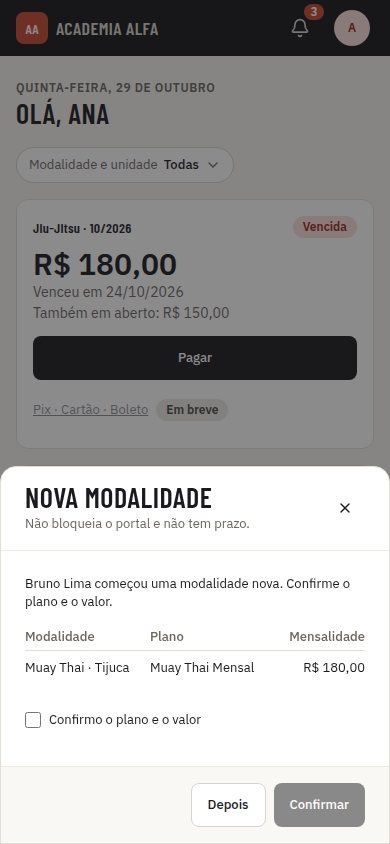 AA ACADEMIA ALFA 3 A
QUINTA-FEIRA, 29 DE OUTUBRO
OLÁ, ANA
Modalidade e unidade Todas
Jiu-Jitsu · 10/2026 Vencida
R$ 180,00
Venceu em 24/10/2026
Também em aberto: R$ 150,00
Pagar
Pix · Cartão · Boleto Em breve
NOVA MODALIDADE
Não bloqueia o portal e não tem prazo.
Bruno Lima começou uma modalidade nova. Confirme o
plano e o valor.
Modalidade Plano Mensalidade
Muay Thai · Tijuca Muay Thai Mensal R$ 180,00
Confirmo o plano e o valor
Depois Confirmar